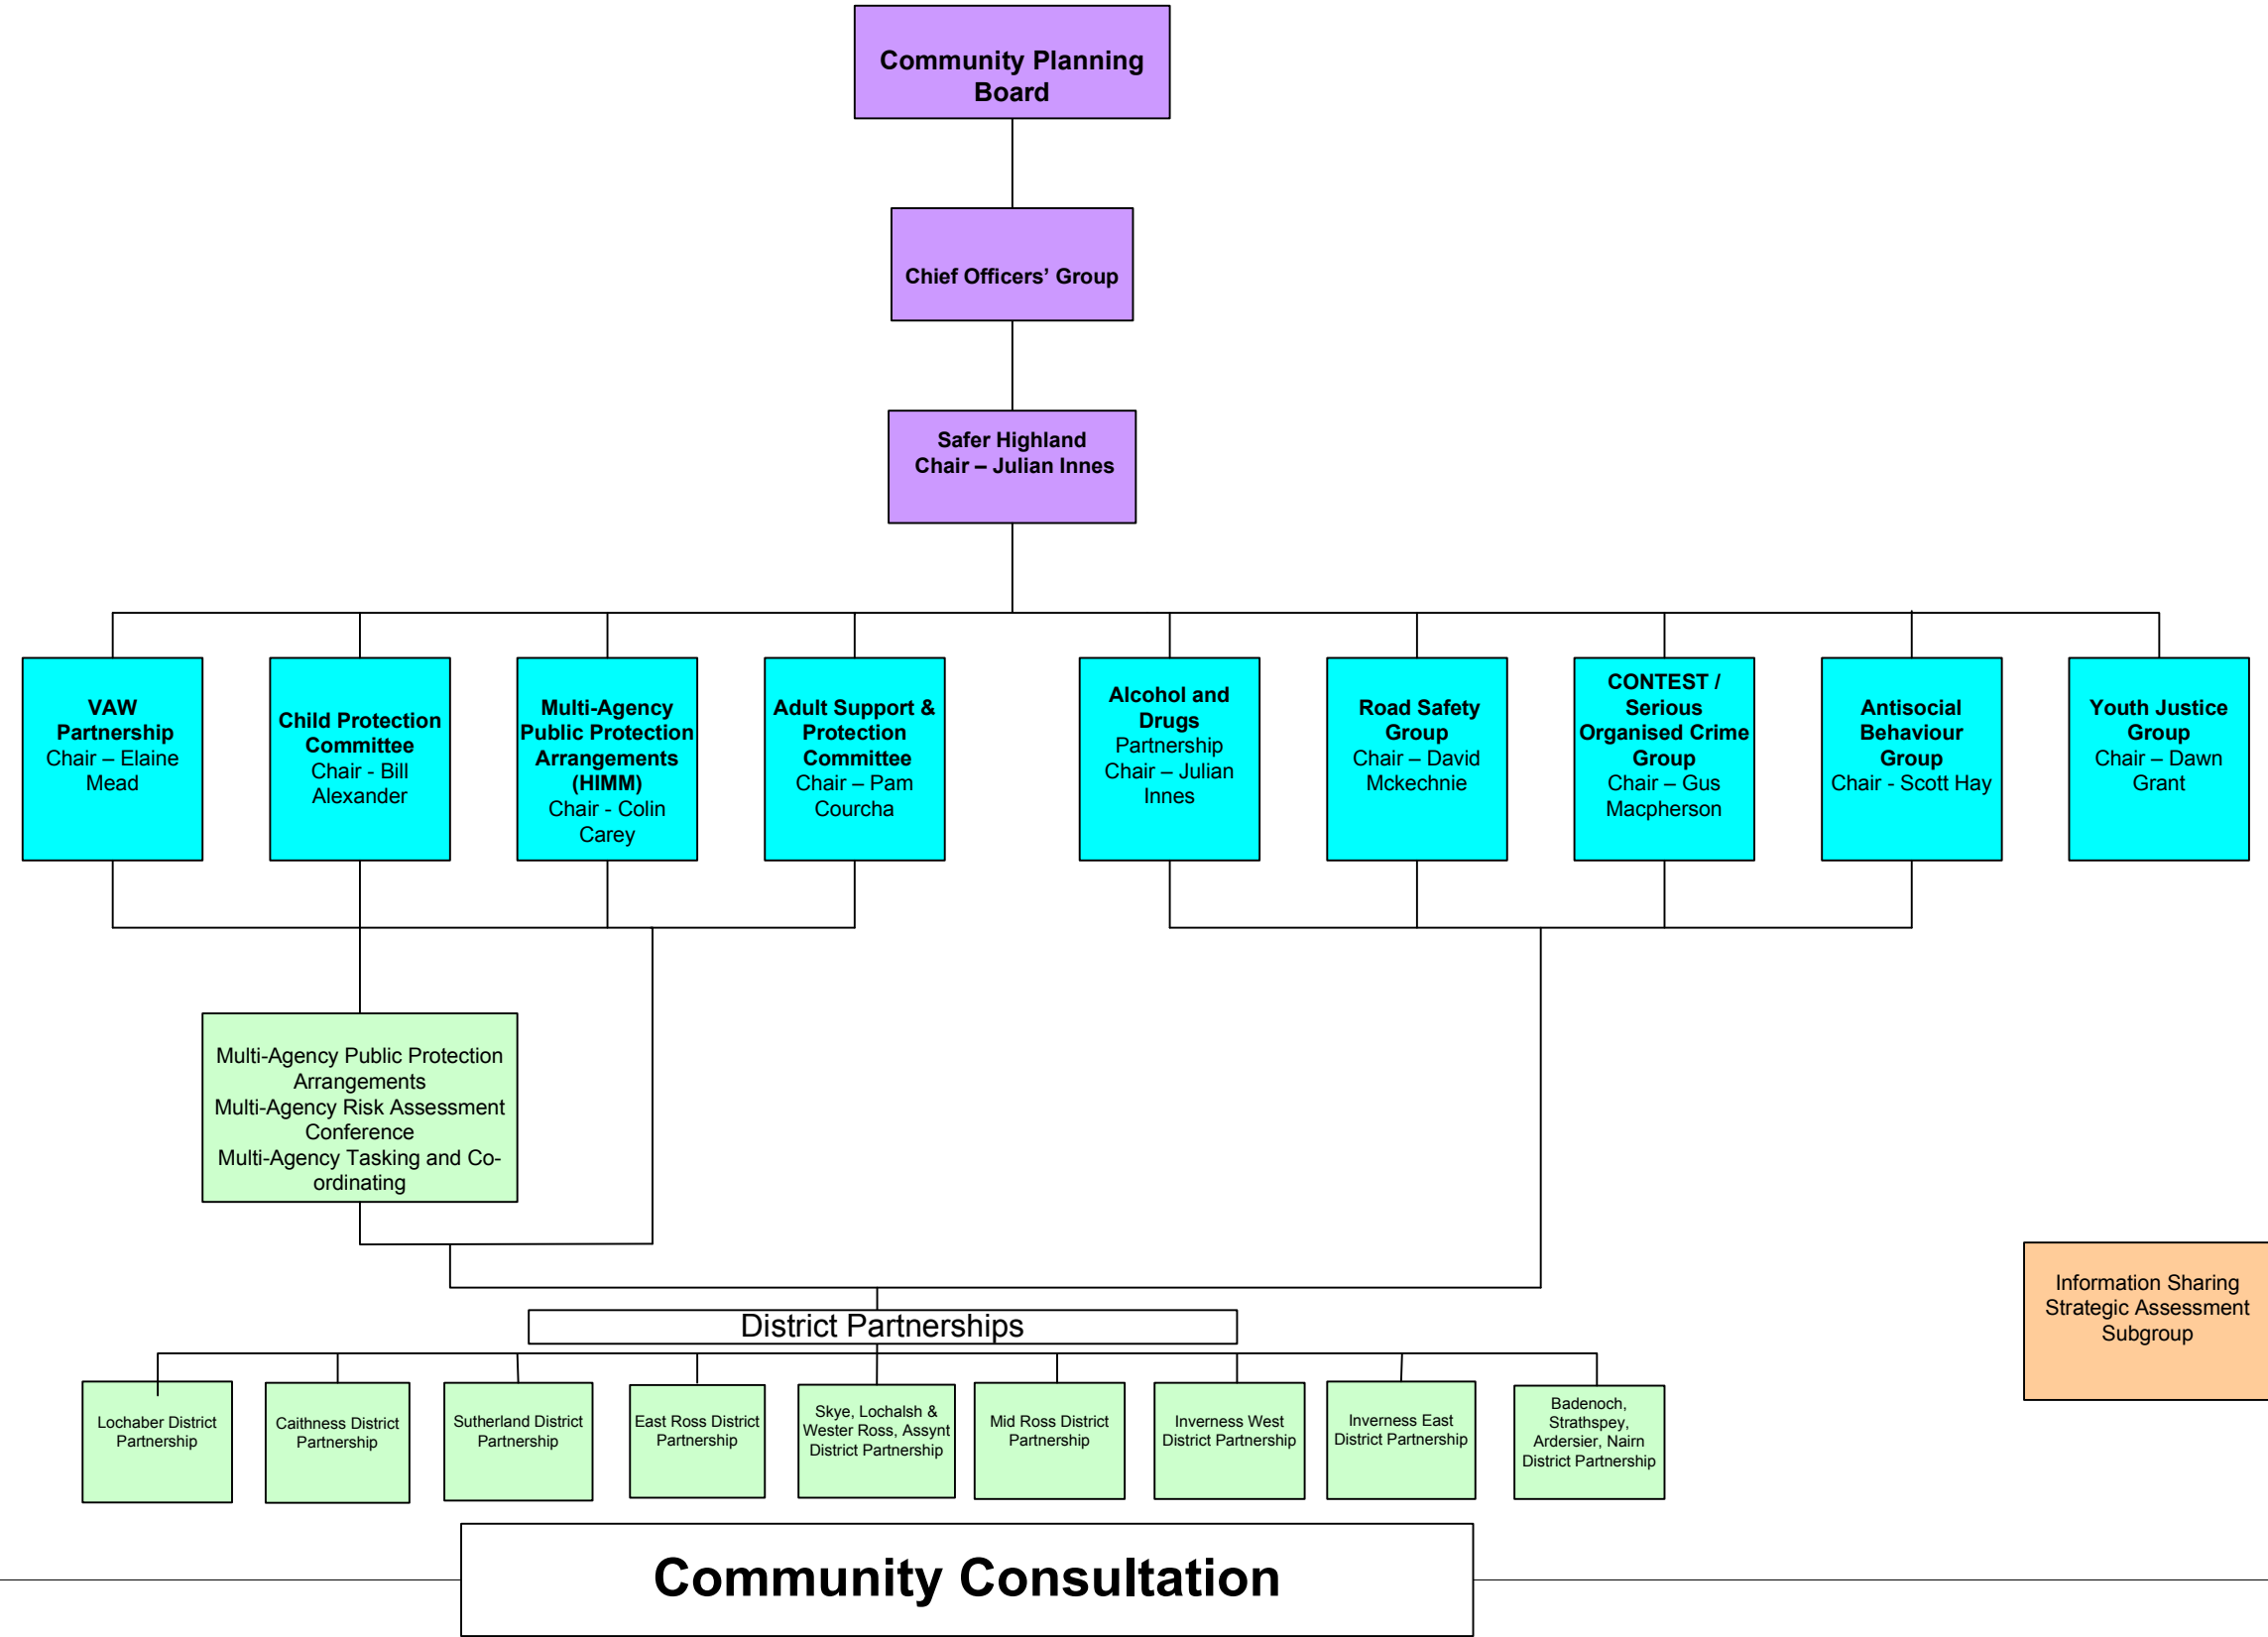 Community Planning
Board
Chief Officers’ Group
Safer Highland
Chair – Julian Innes
VAW
Partnership
Chair – Elaine
Mead
Child Protection
Committee
Chair - Bill
Alexander
Multi-Agency
Public Protection
Arrangements
(HIMM)
Chair - Colin
Carey
Adult Support &
Protection
Committee
Chair – Pam
Courcha
Alcohol and
Drugs
Partnership
Chair – Julian
Innes
Road Safety
Group
Chair – David
Mckechnie
CONTEST /
Serious
Organised Crime
Group
Chair – Gus
Macpherson
Antisocial
Behaviour
Group
Chair - Scott Hay
Youth Justice
Group
Chair – Dawn
Grant
Multi-Agency Public Protection
Arrangements
Multi-Agency Risk Assessment
Conference
Multi-Agency Tasking and Co-
ordinating
Information Sharing
Strategic Assessment
Subgroup
District Partnerships
Lochaber District
Partnership
Caithness District
Partnership
Sutherland District
Partnership
East Ross District
Partnership
Skye, Lochalsh &
Wester Ross, Assynt
District Partnership
Mid Ross District
Partnership
Inverness West
District Partnership
Inverness East
District Partnership
Badenoch,
Strathspey,
Ardersier, Nairn
District Partnership
Community Consultation